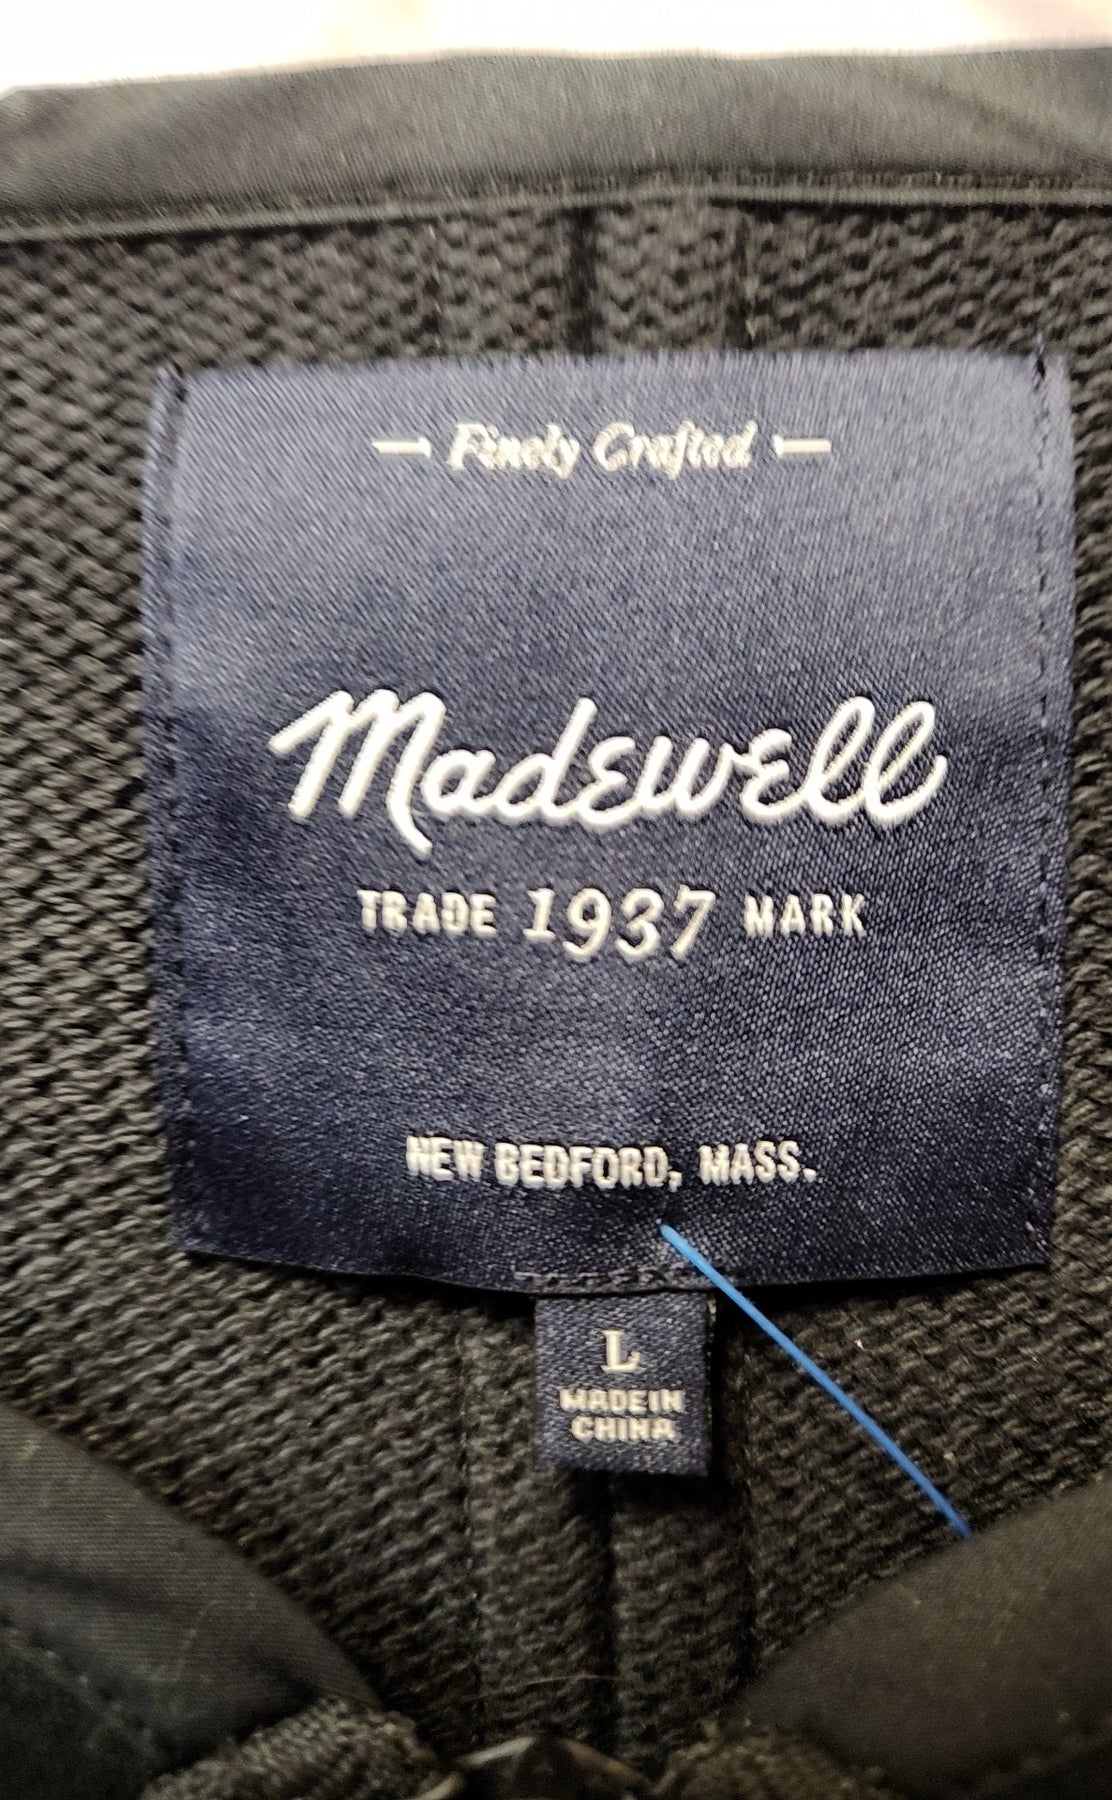 Finely Crafted
Madewell
TRADE 1937 MARK
NEW BEDFORD, MASS.
L
MADE IN
CHINA